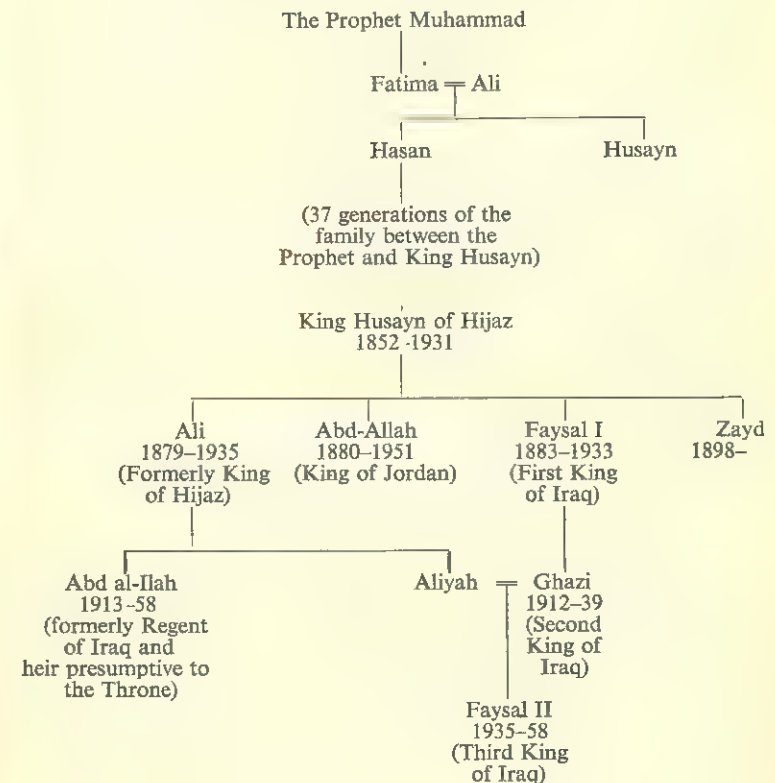 The Prophet Muhammad
Fatima = Ali
Hasan
Husayn
(37 generations of the
family between the
Prophet and King Husayn)
King Husayn of Hijaz
1852-1931
Ali
1879–1935
(Formerly King
of Hijaz)
Abd-Allah
1880–1951
(King of Jordan)
Faysal I
1883–1933
(First King
of Iraq)
Zayd
1898–
Abd al-Ilah
1913–58
(formerly Regent
of Iraq and
heir presumptive to
the Throne)
Aliyah = Ghazi
1912–39
(Second
King of
Iraq)
Faysal II
1935–58
(Third King
of Iraq)